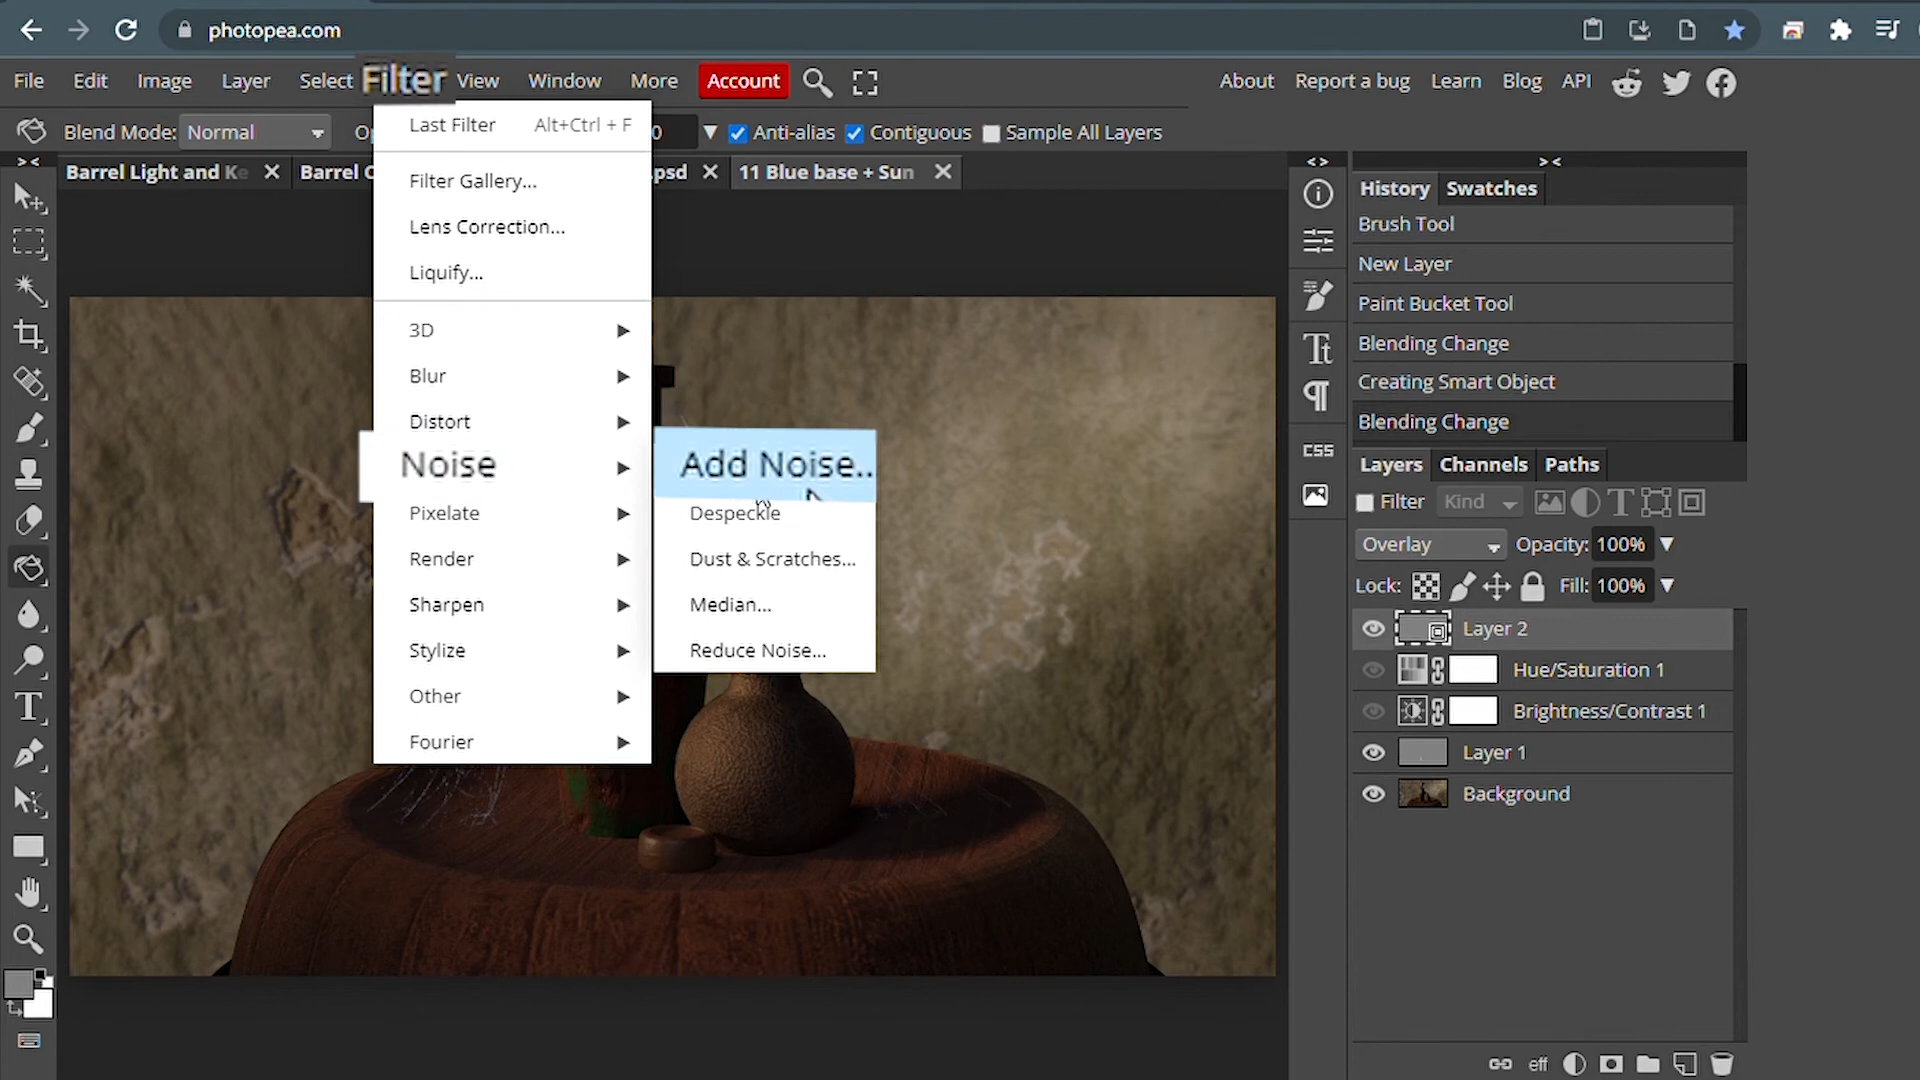 photopea.com
File Edit Image Layer Select Filter View Window More Account About Report a bug Learn Blog API
Blend Mode: Normal 0 Anti-alias Contiguous Sample All Layers
Barrel Light and Ke Barrel .psd 11 Blue base + Sun
Last Filter Alt+Ctrl + F
Filter Gallery...
Lens Correction...
Liquify...
3D
Blur
Distort
Noise
Pixelate
Render
Sharpen
Stylize
Other
Fourier
Add Noise..
Despeckle
Dust & Scratches...
Median...
Reduce Noise...
CSS
History Swatches
Brush Tool
New Layer
Paint Bucket Tool
Blending Change
Creating Smart Object
Blending Change
Layers Channels Paths
Filter Kind
Overlay Opacity: 100%
Lock: Fill: 100%
Layer 2
Hue/Saturation 1
Brightness/Contrast 1
Layer 1
Background
eff